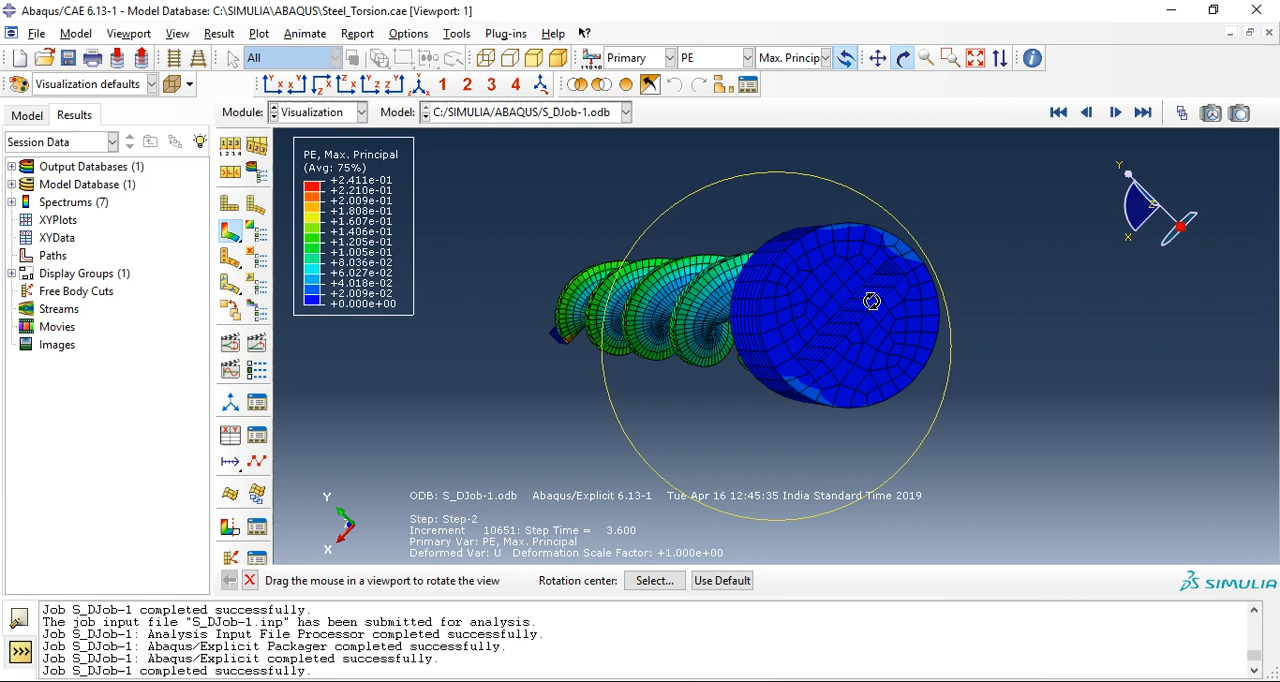 Abaqus/CAE 6.13-1 - Model Database: C:\SIMULIA\ABAQUS\Steel_Torsion.cae [Viewport: 1]
File Model Viewport View Result Plot Animate Report Options Tools Plug-ins Help
All Primary PE Max. Princip
Visualization defaults 1 2 3 4
Model Results Module: Visualization Model: C:/SIMULIA/ABAQUS/S_DJob-1.odb
Session Data
Output Databases (1)
Model Database (1)
Spectrums (7)
XYPlots
XYData
Paths
Display Groups (1)
Free Body Cuts
Streams
Movies
Images
PE, Max. Principal
(Avg: 75%)
+2.411e-01
+2.210e-01
+2.009e-01
+1.808e-01
+1.607e-01
+1.406e-01
+1.205e-01
+1.005e-01
+8.036e-02
+6.027e-02
+4.018e-02
+2.009e-02
+0.000e+00
Y
Z
X
Y
X
ODB: S_DJob-1.odb Abaqus/Explicit 6.13-1 Tue Apr 16 12:45:35 India Standard Time 2019
Step: Step-2
Increment 10651: Step Time = 3.600
Primary Var: PE, Max. Principal
Deformed Var: U Deformation Scale Factor: +1.000e+00
Drag the mouse in a viewport to rotate the view Rotation center: Select... Use Default
SIMULIA
Job S_DJob-1 completed successfully.
The job input file "S_DJob-1.inp" has been submitted for analysis.
Job S_DJob-1: Analysis Input File Processor completed successfully.
Job S_DJob-1: Abaqus/Explicit Packager completed successfully.
Job S_DJob-1: Abaqus/Explicit completed successfully.
Job S_DJob-1 completed successfully.